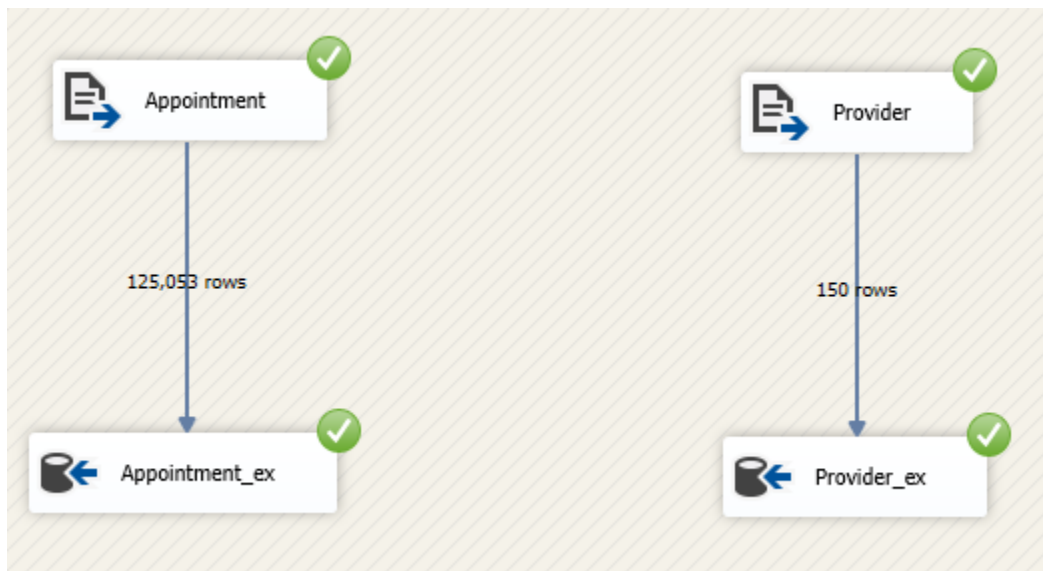 Appointment
Provider
125,053 rows
150 rows
Appointment_ex
Provider_ex